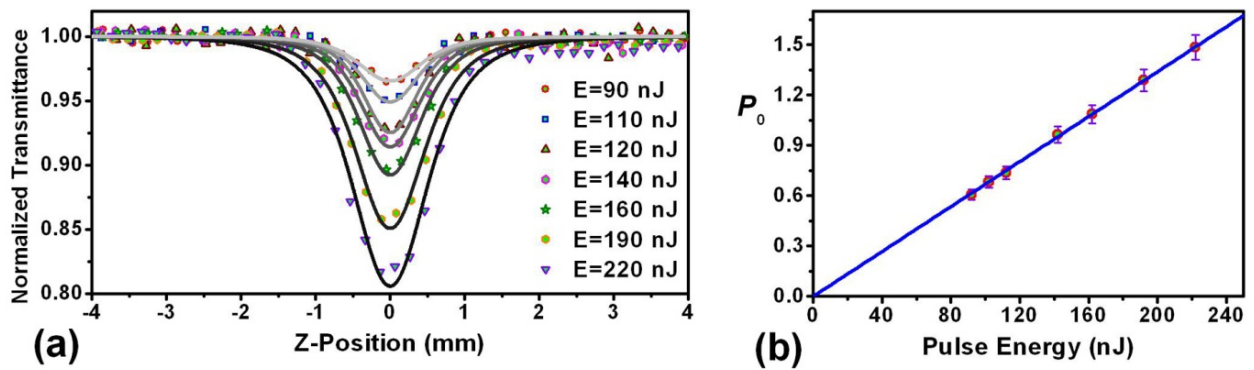 1.00
0.95
0.90
0.85
0.80
Normalized Transmittance
-4 -3 -2 -1 0 1 2 3 4
Z-Position (mm)
E=90 nJ
E=110 nJ
E=120 nJ
E=140 nJ
E=160 nJ
E=190 nJ
E=220 nJ
(a)
1.5
1.2
0.9
0.6
0.3
0.0
P0
0 40 80 120 160 200 240
Pulse Energy (nJ)
(b)